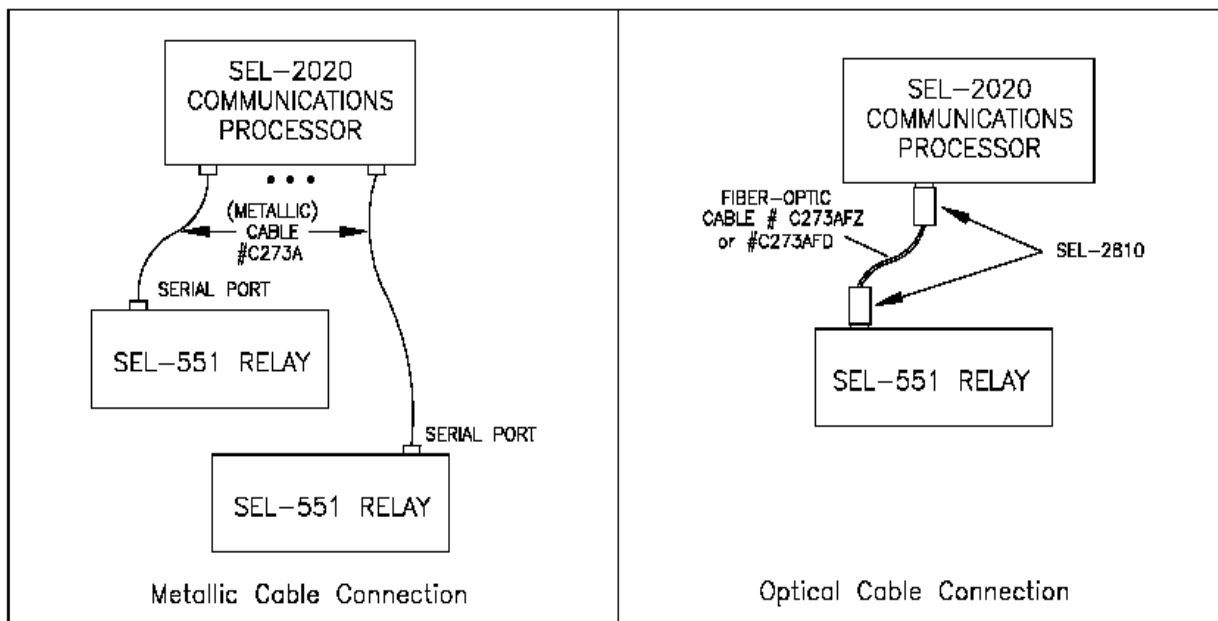 SEL-2020
COMMUNICATIONS
PROCESSOR
(METALLIC)
CABLE
#C273A
SERIAL PORT
SEL-551 RELAY
SERIAL PORT
SEL-551 RELAY
Metallic Cable Connection
SEL-2020
COMMUNICATIONS
PROCESSOR
FIBER-OPTIC
CABLE # C273AFZ
or #C273AFD
SEL-2810
SEL-551 RELAY
Optical Cable Connection